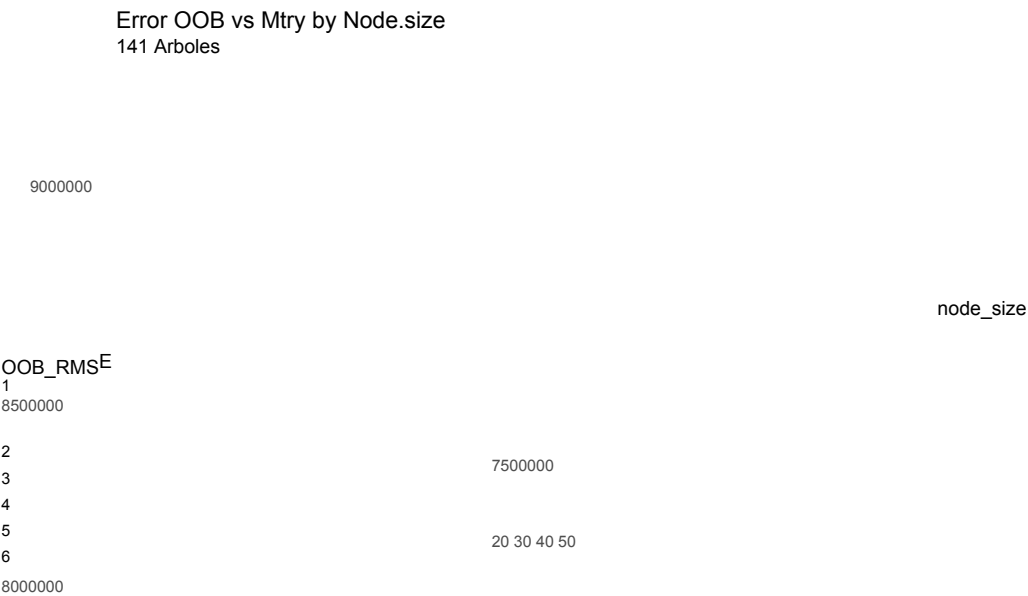 Error OOB vs Mtry by Node.size
141 Arboles
9000000
node_size
OOB_RMSE
1
8500000
2
3
4
5
6
8000000
7500000
20 30 40 50